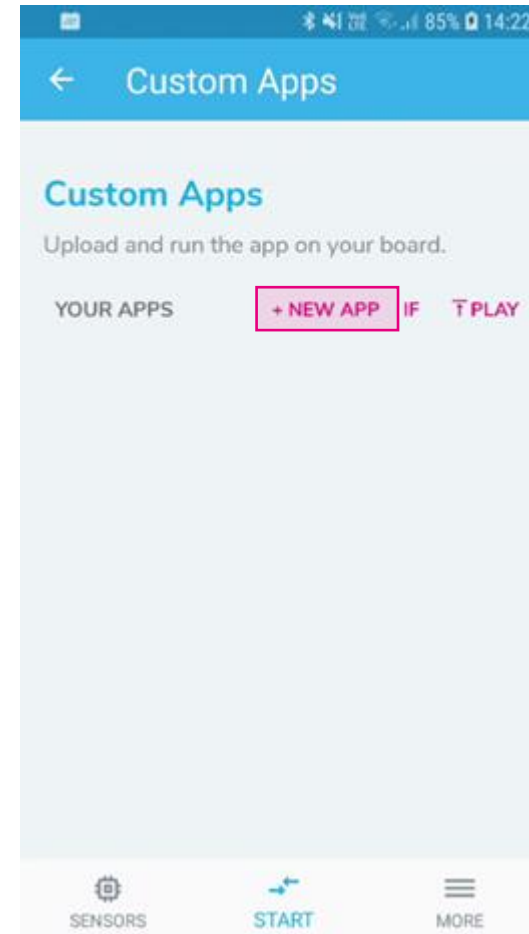 85% 14:22
Custom Apps
Custom Apps
Upload and run the app on your board.
YOUR APPS + NEW APP IF PLAY
SENSORS START MORE